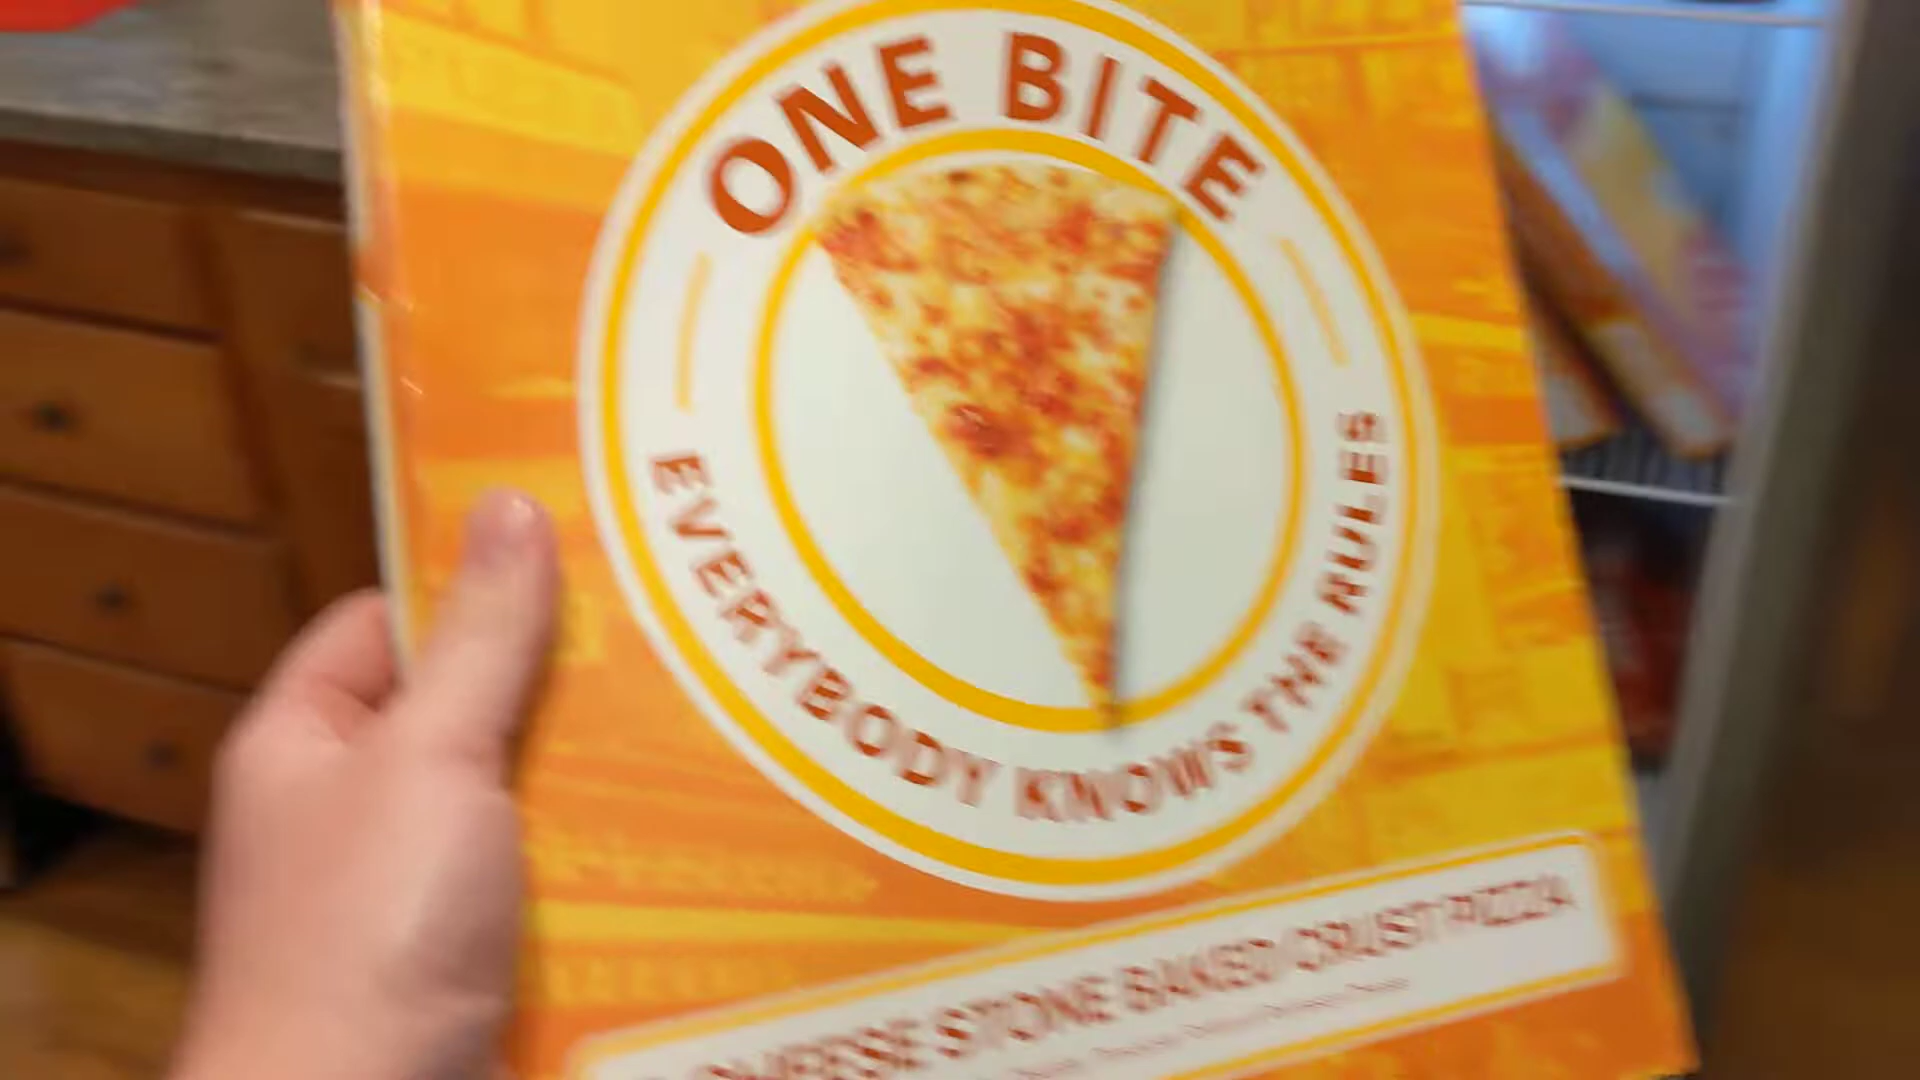 ONE BITE
EVERYBODY KNOWS THE RULES
CHEESE STONE BAKED CRUST PIZZA